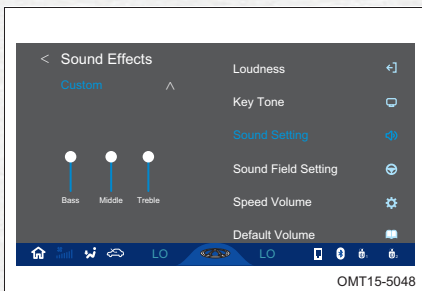 < Sound Effects
Custom
Bass Middle Treble
Loudness
Key Tone
Sound Setting
Sound Field Setting
Speed Volume
Default Volume
LO LO
OMT15-5048